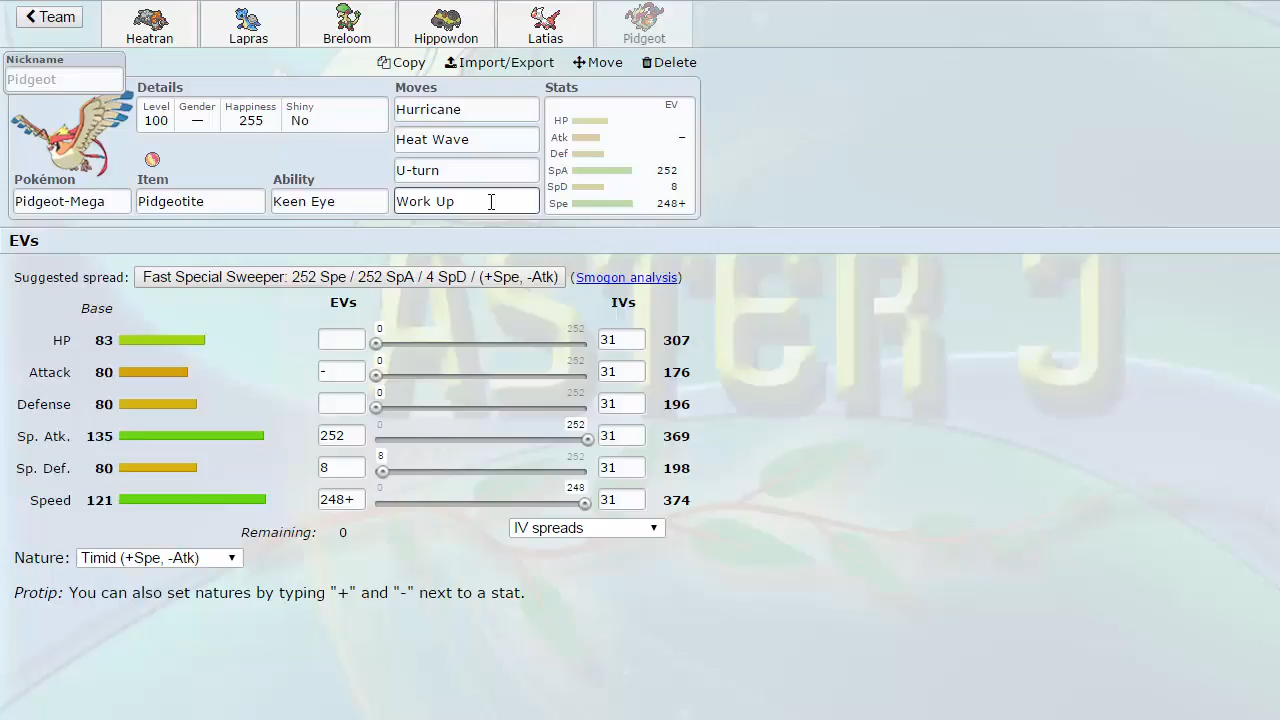 Team
Heatran
Lapras
Breloom
Hippowdon
Latias
Pidgeot
Copy
Import/Export
Move
Delete
Nickname
Pidgeot
Details
Level
100
Gender
—
Happiness
255
Shiny
No
Pokémon
Pidgeot-Mega
Item
Pidgeotite
Ability
Keen Eye
Moves
Hurricane
Heat Wave
U-turn
Work Up
Stats
EV
HP
Atk –
Def
SpA 252
SpD 8
Spe 248+
EVs
Suggested spread: Fast Special Sweeper: 252 Spe / 252 SpA / 4 SpD / (+Spe, -Atk) (Smogon analysis)
Base EVs IVs
HP 83 0 252 31 307
Attack 80 - 0 252 31 176
Defense 80 0 252 31 196
Sp. Atk. 135 252 0 252 252 31 369
Sp. Def. 80 8 8 252 31 198
Speed 121 248+ 0 248 31 374
Remaining: 0 IV spreads
Nature: Timid (+Spe, -Atk)
Protip: You can also set natures by typing "+" and "-" next to a stat.